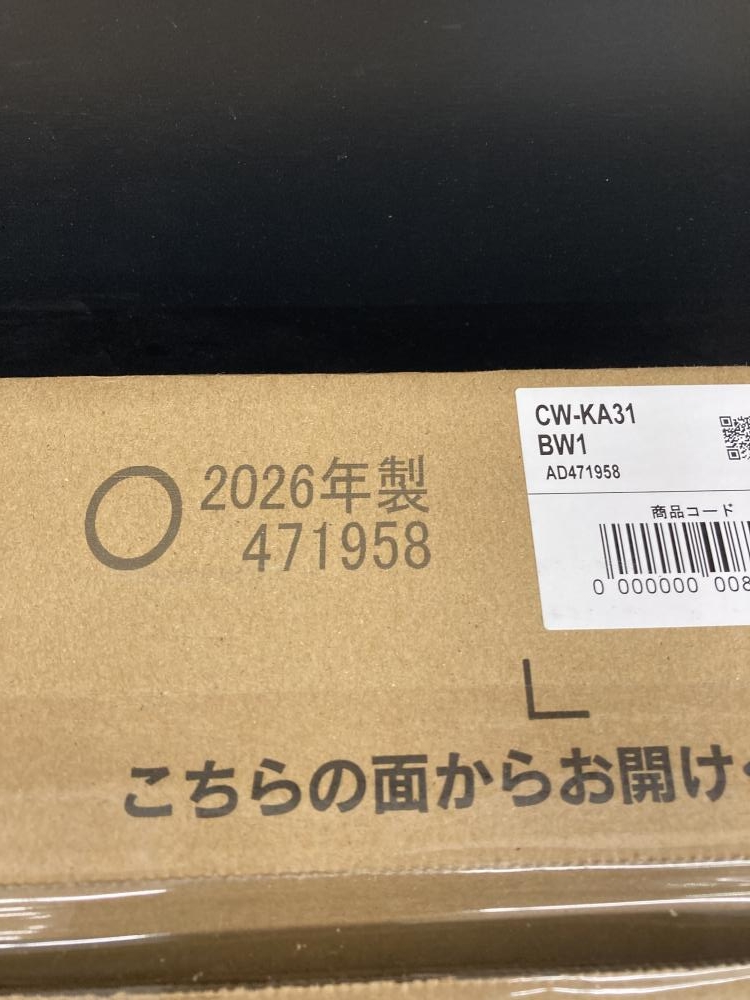 2026年製
471958
CW-KA31
BW1
AD471958
商品コード
0 000000 008
こちらの面からお開け